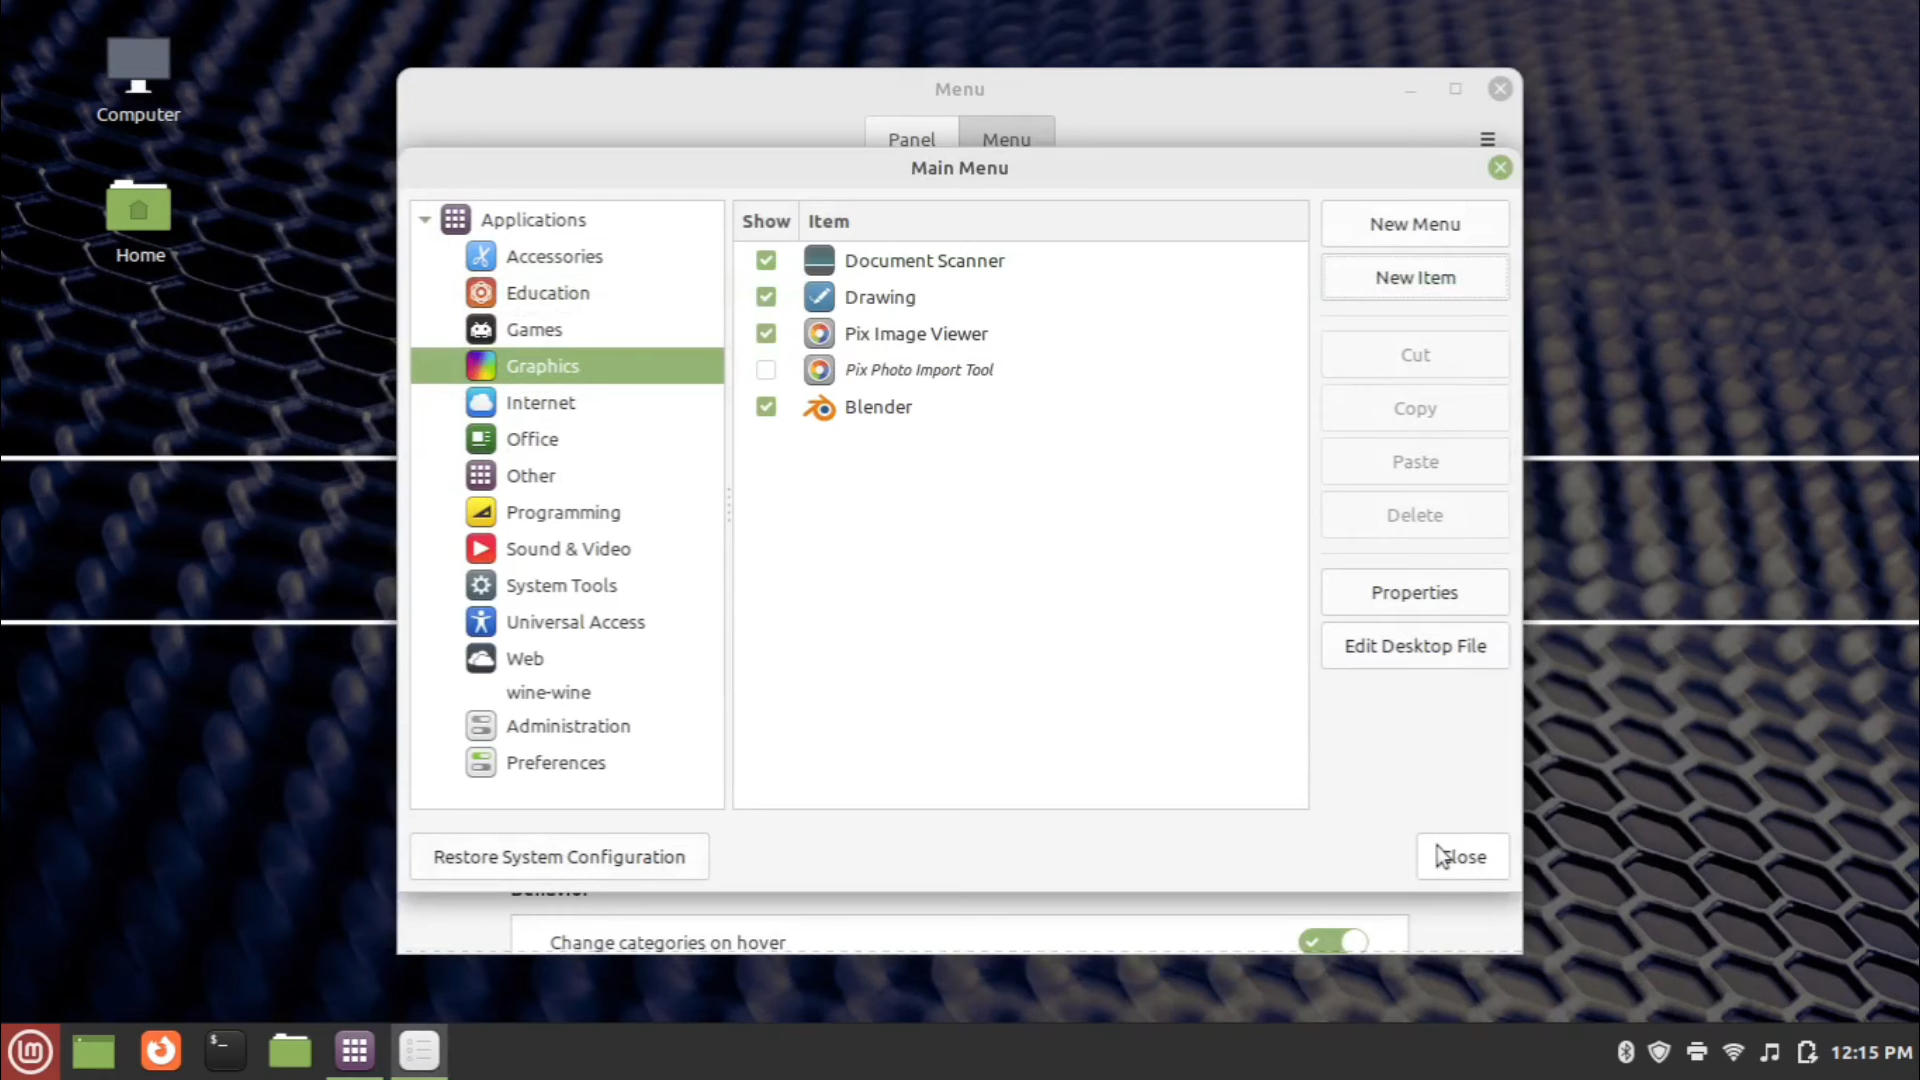 Computer
Home
Menu
Panel
Menu
Main Menu
Applications
Accessories
Education
Games
Graphics
Internet
Office
Other
Programming
Sound & Video
System Tools
Universal Access
Web
wine-wine
Administration
Preferences
Show
Item
Document Scanner
Drawing
Pix Image Viewer
Pix Photo Import Tool
Blender
New Menu
New Item
Cut
Copy
Paste
Delete
Properties
Edit Desktop File
Restore System Configuration
Close
Behavior
Change categories on hover
$_
lm
12:15 PM